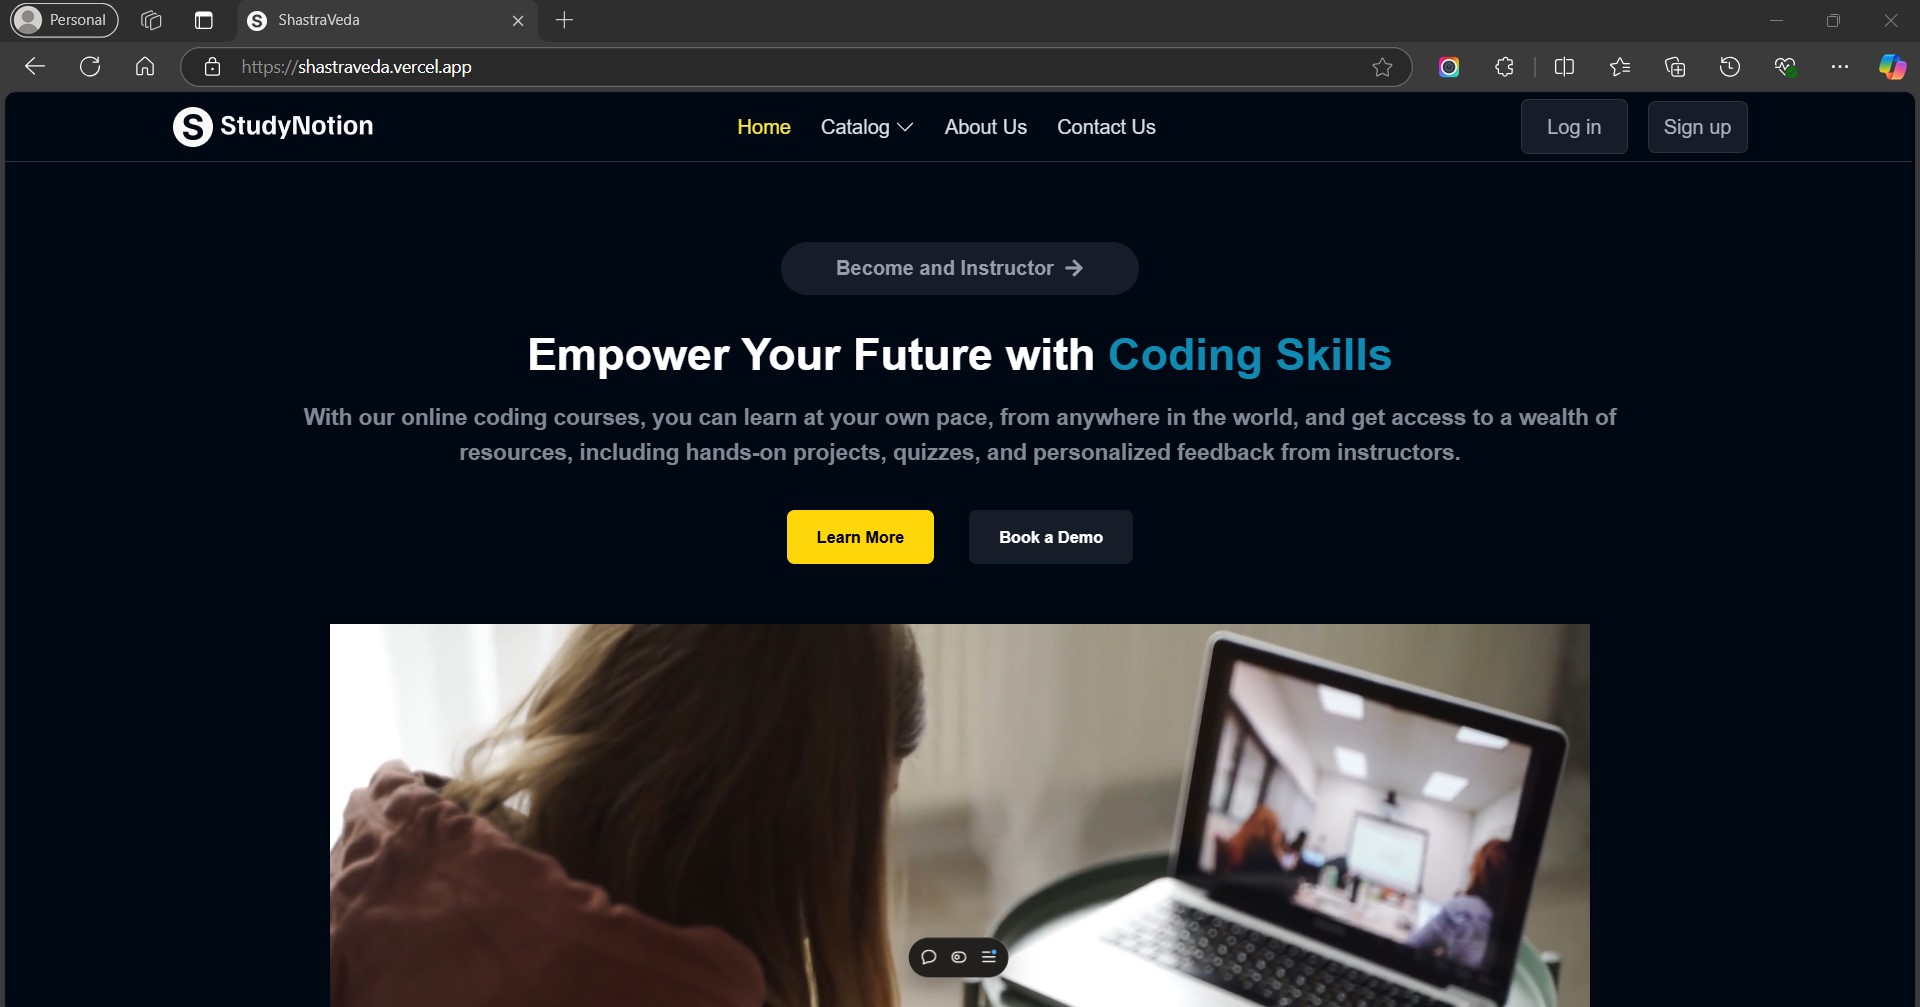 Personal
ShastraVeda
https://shastraveda.vercel.app
StudyNotion
Home Catalog About Us Contact Us
Log in Sign up
Become and Instructor
Empower Your Future with Coding Skills
With our online coding courses, you can learn at your own pace, from anywhere in the world, and get access to a wealth of
resources, including hands-on projects, quizzes, and personalized feedback from instructors.
Learn More Book a Demo